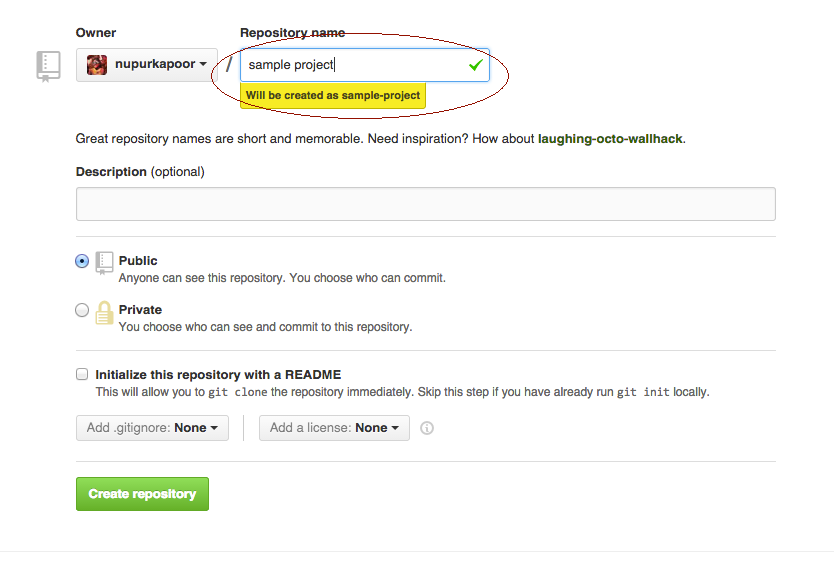 Owner Repository name
nupurkapoor / sample project
Will be created as sample-project
Great repository names are short and memorable. Need inspiration? How about laughing-octo-wallhack.
Description (optional)
Public
Anyone can see this repository. You choose who can commit.
Private
You choose who can see and commit to this repository.
Initialize this repository with a README
This will allow you to git clone the repository immediately. Skip this step if you have already run git init locally.
Add .gitignore: None Add a license: None
Create repository